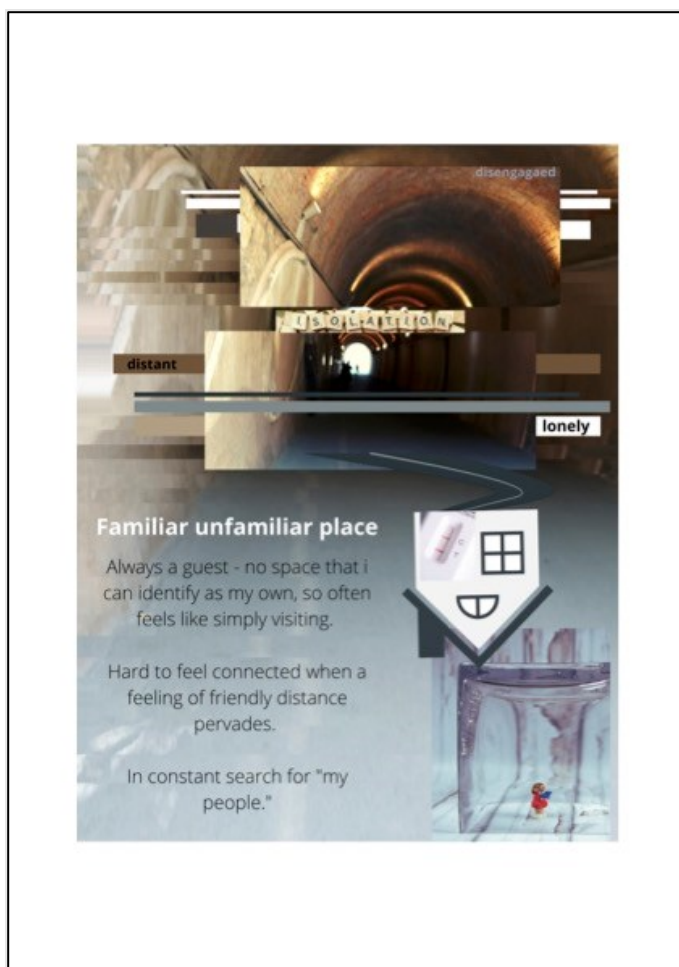 disengagaed
ISOLATION
distant
lonely
Familiar unfamiliar place
Always a guest - no space that i
can identify as my own, so often
feels like simply visiting.
Hard to feel connected when a
feeling of friendly distance
pervades.
In constant search for "my
people."